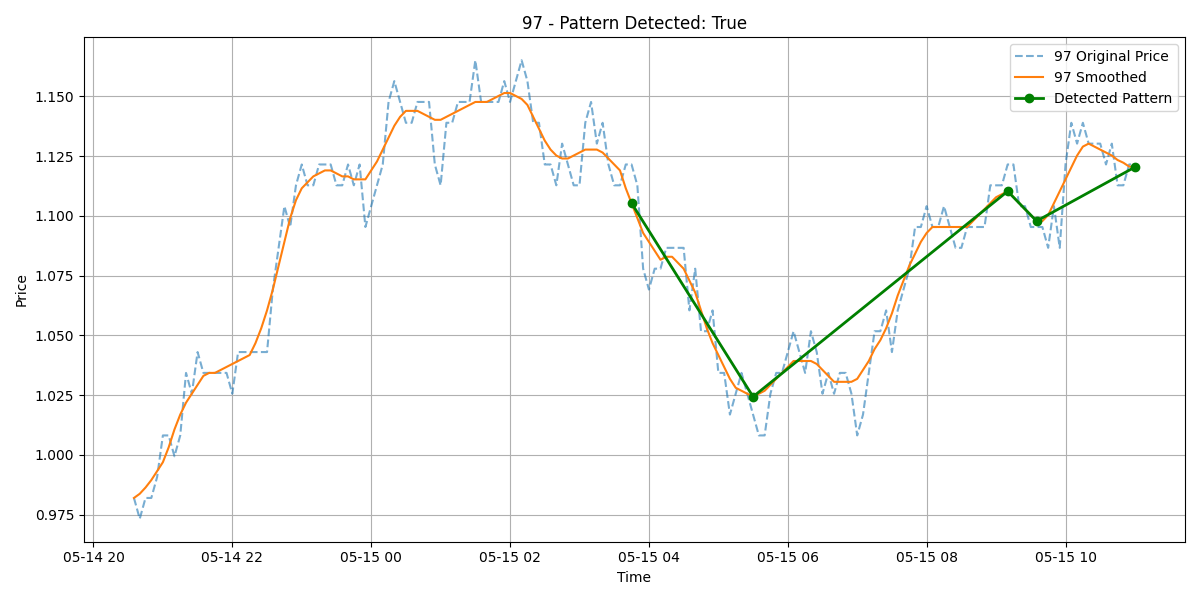 97 - Pattern Detected: True
97 Original Price
97 Smoothed
Detected Pattern
Price
1.150
1.125
1.100
1.075
1.050
1.025
1.000
0.975
05-14 20 05-14 22 05-15 00 05-15 02 05-15 04 05-15 06 05-15 08 05-15 10
Time